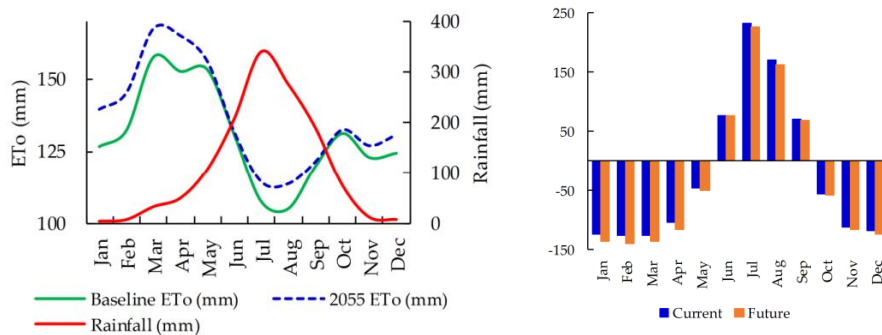 ETo (mm)
150
125
100
400
300
200
100
0
Rainfall (mm)
Jan
Feb
Mar
Apr
May
Jun
Jul
Aug
Sep
Oct
Nov
Dec
Baseline ETo (mm)
2055 ETo (mm)
Rainfall (mm)
250
150
50
-50
-150
Jan
Feb
Mar
Apr
May
Jun
Jul
Aug
Sep
Oct
Nov
Dec
Current
Future